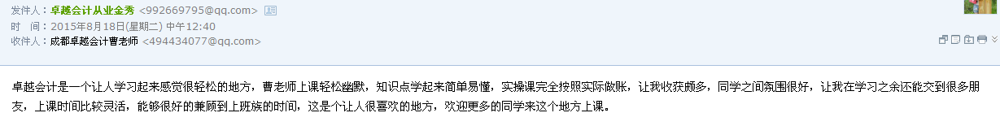 发件人：卓越会计从业金秀 <992669795@qq.com>
时　间：2015年8月18日(星期二) 中午12:40
收件人：成都卓越会计曹老师 <494434077@qq.com>
卓越会计是一个让人学习起来感觉很轻松的地方，曹老师上课轻松幽默，知识点学起来简单易懂，实操课完全按照实际做账，让我收获颇多，同学之间氛围很好，让我在学习之余还能交到很多朋
友，上课时间比较灵活，能够很好的兼顾到上班族的时间，这是个让人很喜欢的地方，欢迎更多的同学来这个地方上课。